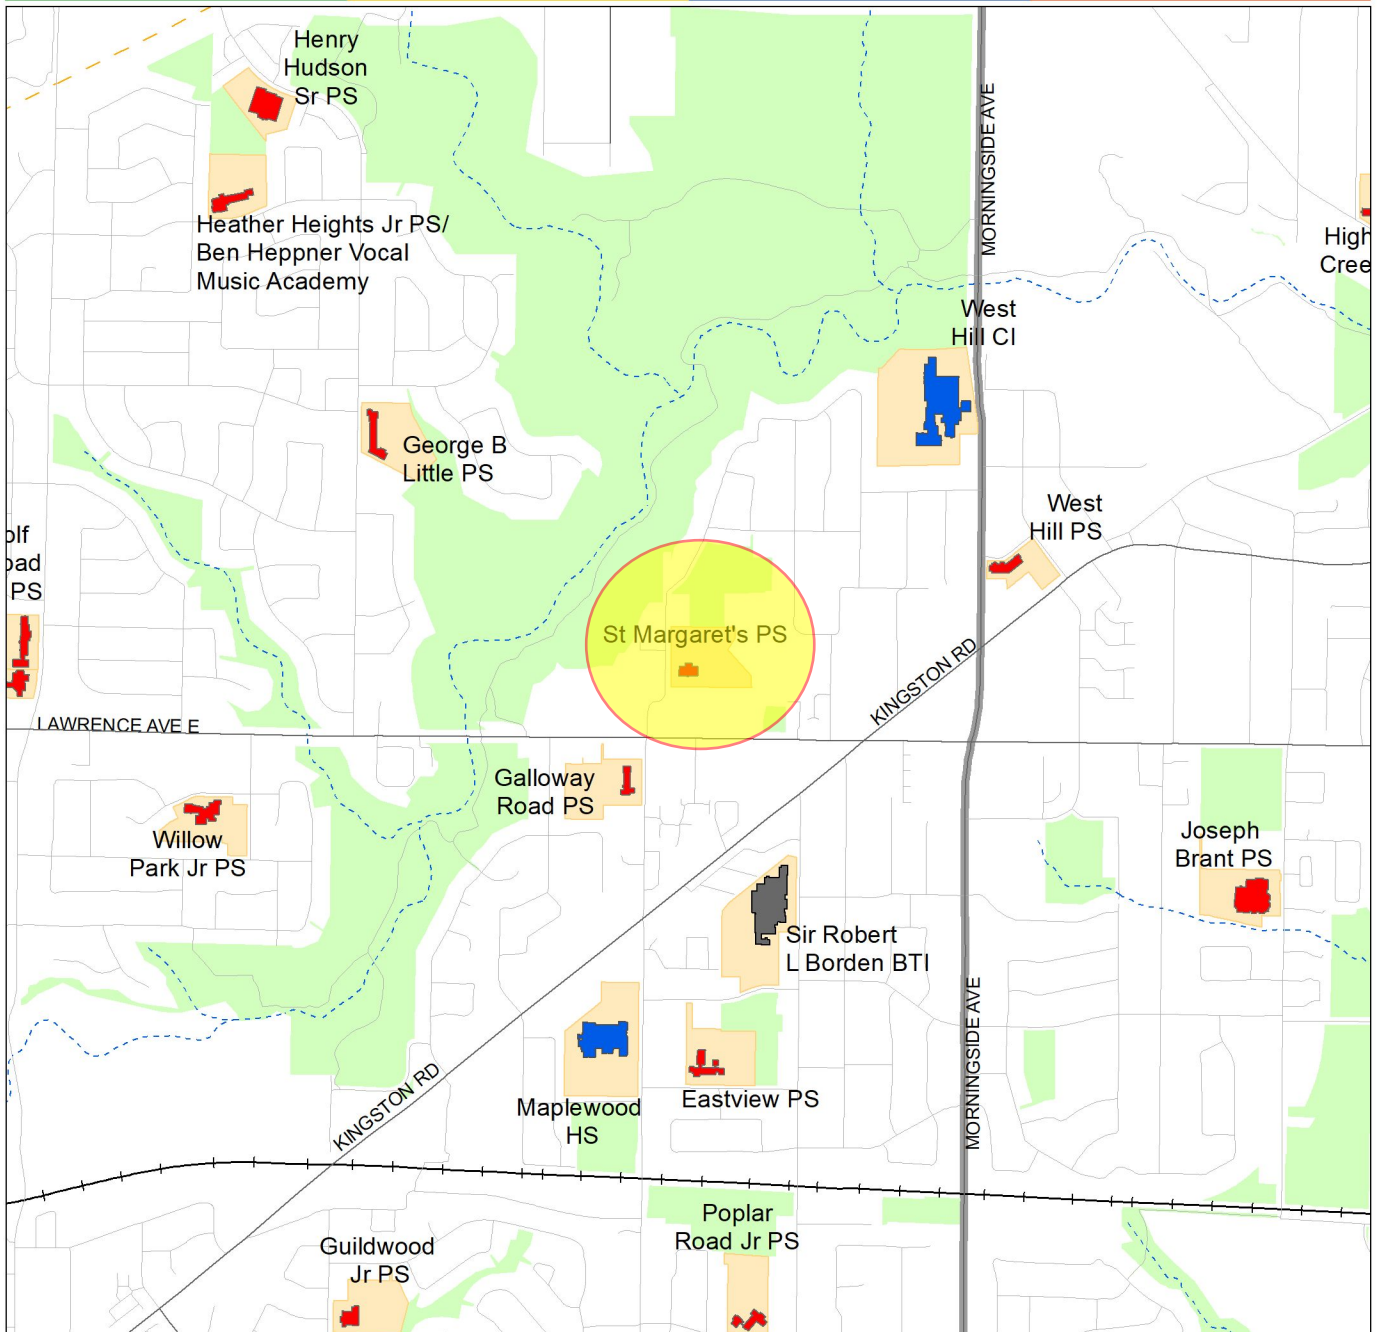 Henry
Hudson
Sr PS
MORNINGSIDE AVE
Heather Heights Jr PS/
Ben Heppner Vocal
Music Academy
High
Cree
West
Hill CI
George B
Little PS
West
Hill PS
olf
oad
PS
St Margaret's PS
KINGSTON RD
LAWRENCE AVE E
Galloway
Road PS
Willow
Park Jr PS
Joseph
Brant PS
Sir Robert
L Borden BTI
MORNINGSIDE AVE
KINGSTON RD
Maplewood
HS
Eastview PS
Poplar
Road Jr PS
Guildwood
Jr PS